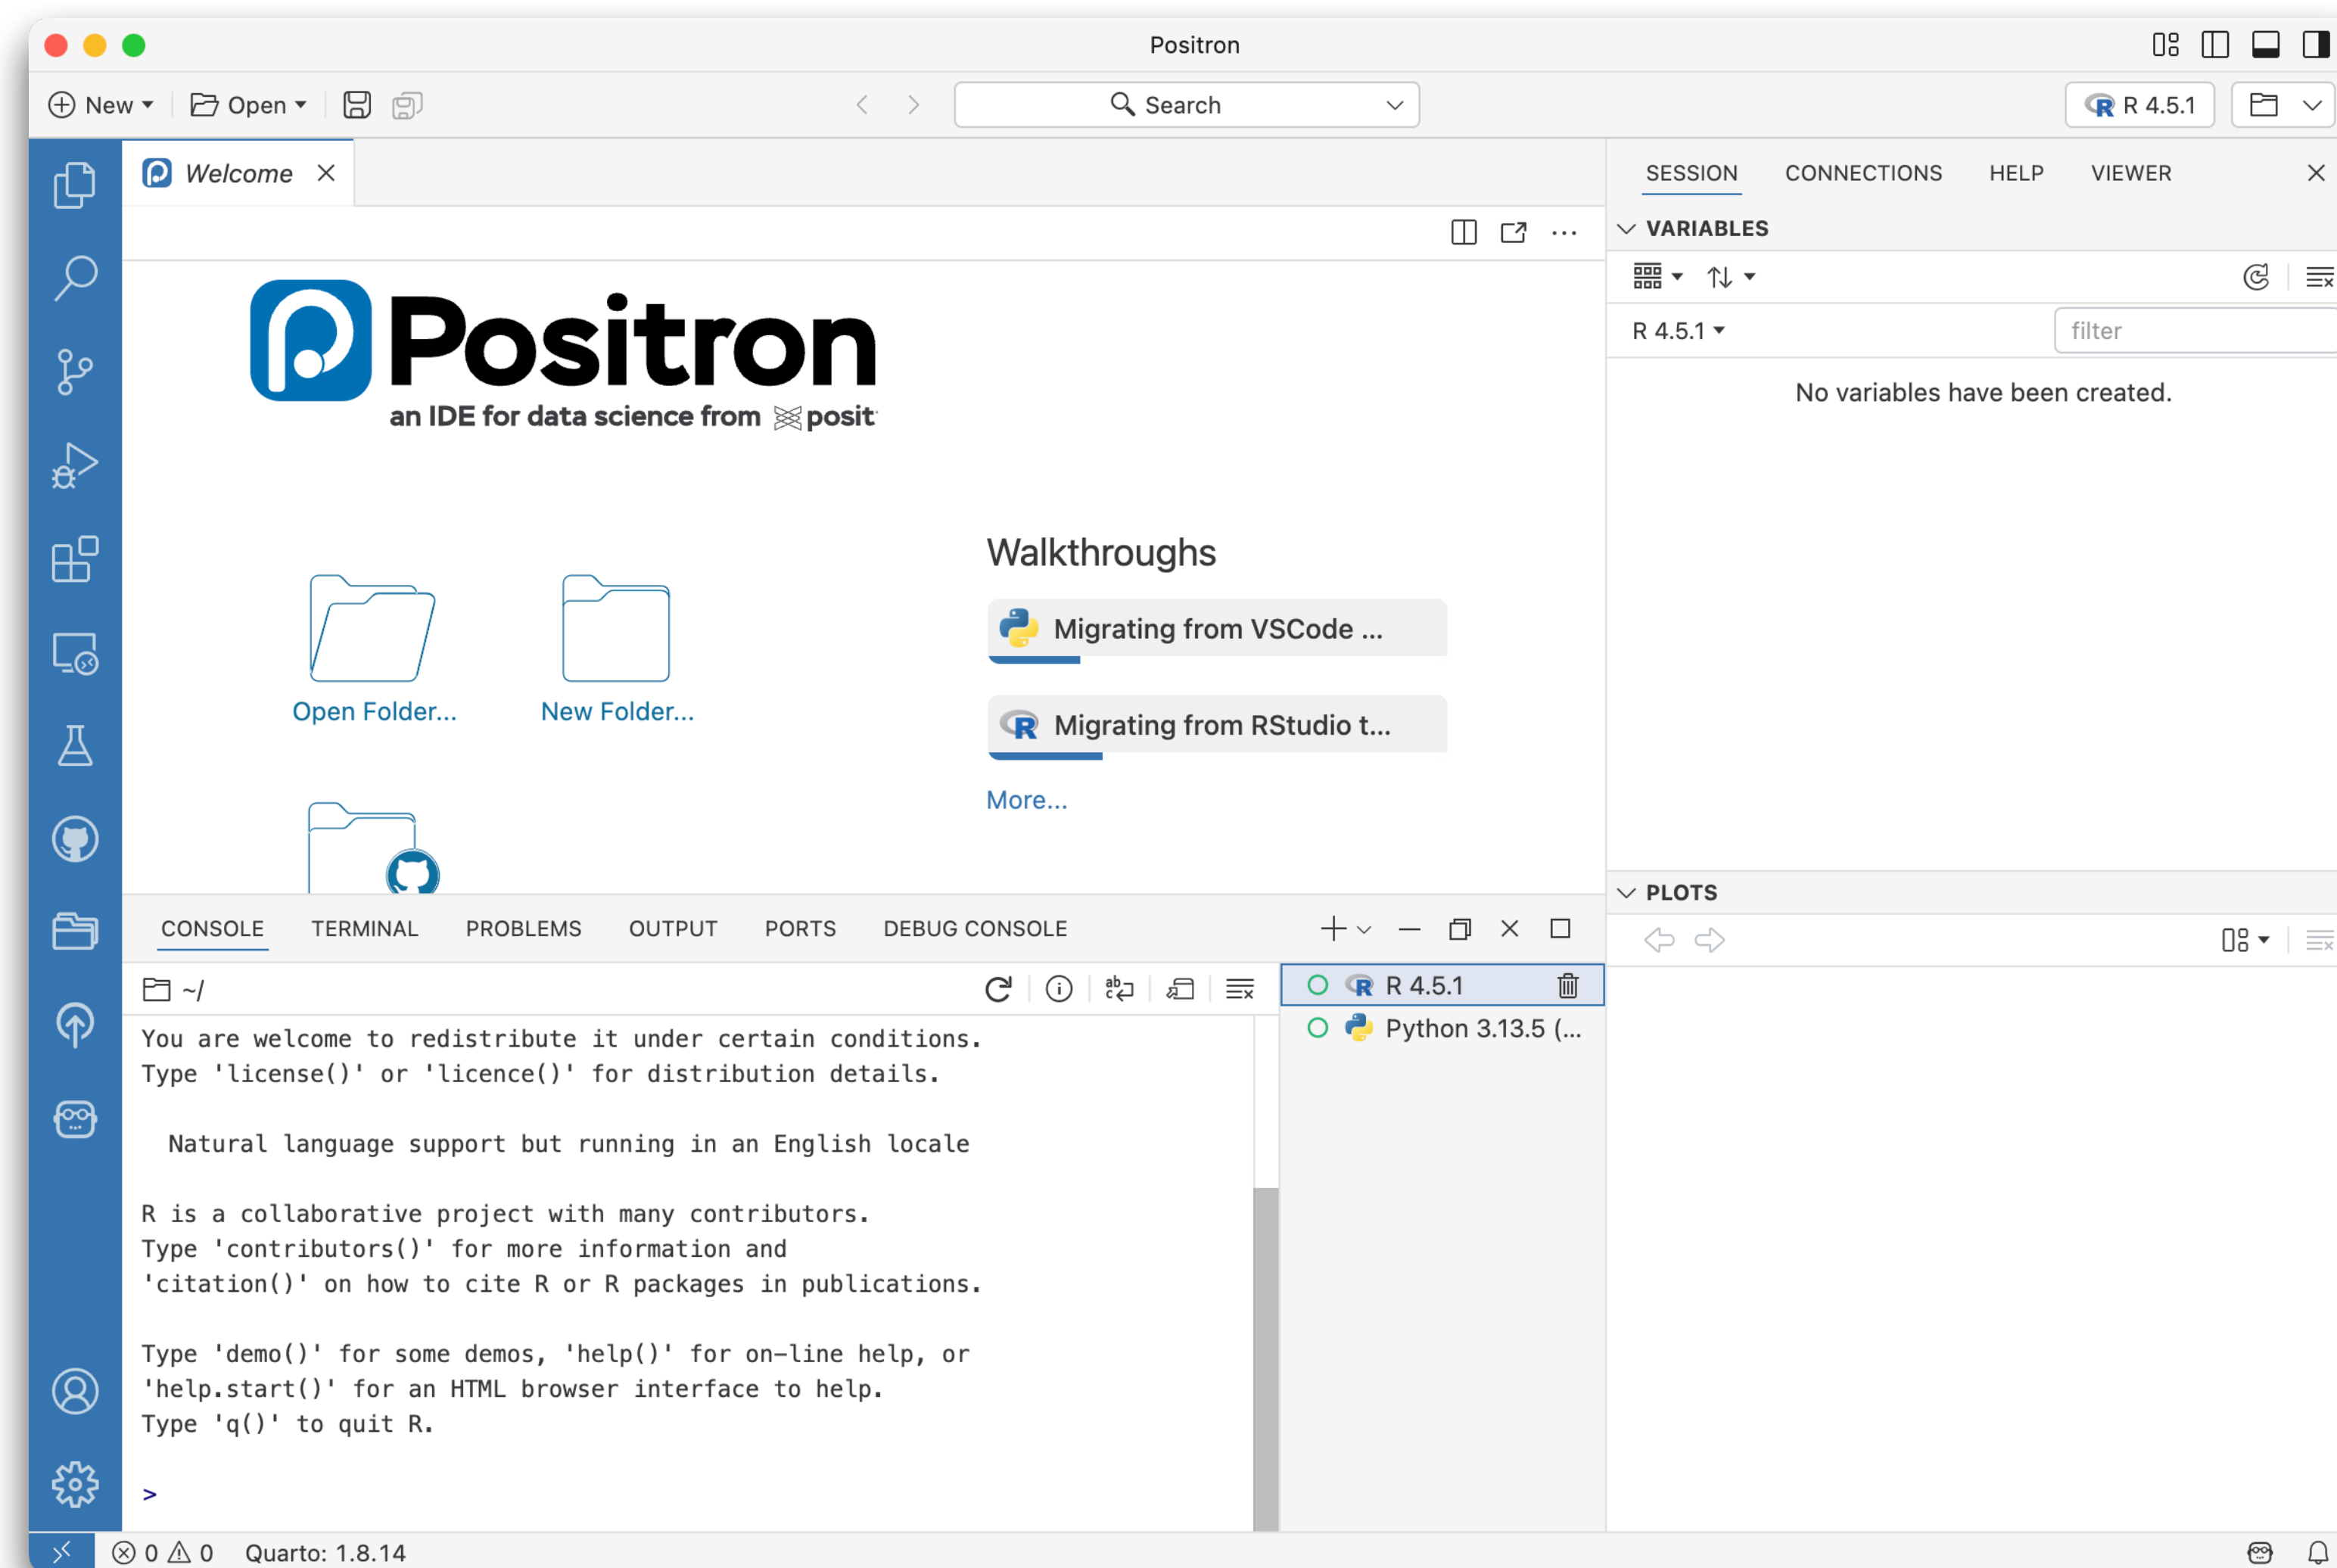 Positron
New
Open
Search
R 4.5.1
Welcome
SESSION CONNECTIONS HELP VIEWER
VARIABLES
R 4.5.1
filter
No variables have been created.
Positron
an IDE for data science from posit
Open Folder...
New Folder...
Walkthroughs
Migrating from VSCode ...
Migrating from RStudio t...
More...
PLOTS
CONSOLE TERMINAL PROBLEMS OUTPUT PORTS DEBUG CONSOLE
~/
R 4.5.1
Python 3.13.5 (...
You are welcome to redistribute it under certain conditions.
Type 'license()' or 'licence()' for distribution details.
Natural language support but running in an English locale
R is a collaborative project with many contributors.
Type 'contributors()' for more information and
'citation()' on how to cite R or R packages in publications.
Type 'demo()' for some demos, 'help()' for on-line help, or
'help.start()' for an HTML browser interface to help.
Type 'q()' to quit R.
>
0 0 Quarto: 1.8.14